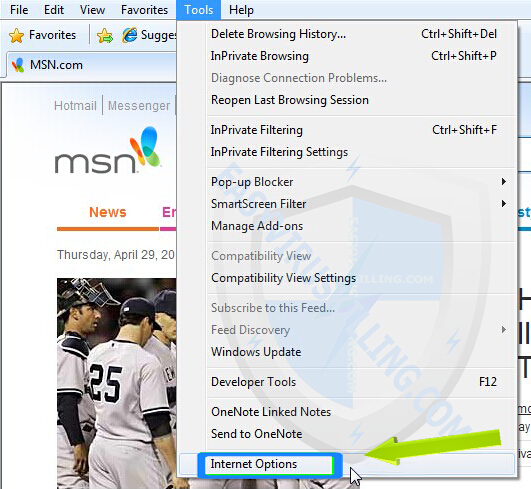 File Edit View Favorites Tools Help
Favorites Sugges
MSN.com
Hotmail Messenger
msn
News
Thursday, April 29, 20
25
Delete Browsing History... Ctrl+Shift+Del
InPrivate Browsing Ctrl+Shift+P
Diagnose Connection Problems...
Reopen Last Browsing Session
InPrivate Filtering Ctrl+Shift+F
InPrivate Filtering Settings
Pop-up Blocker
SmartScreen Filter
Manage Add-ons
Compatibility View
Compatibility View Settings
Subscribe to this Feed...
Feed Discovery
Windows Update
Developer Tools F12
OneNote Linked Notes
Send to OneNote
Internet Options
EASYVIRUSKILLING.COM